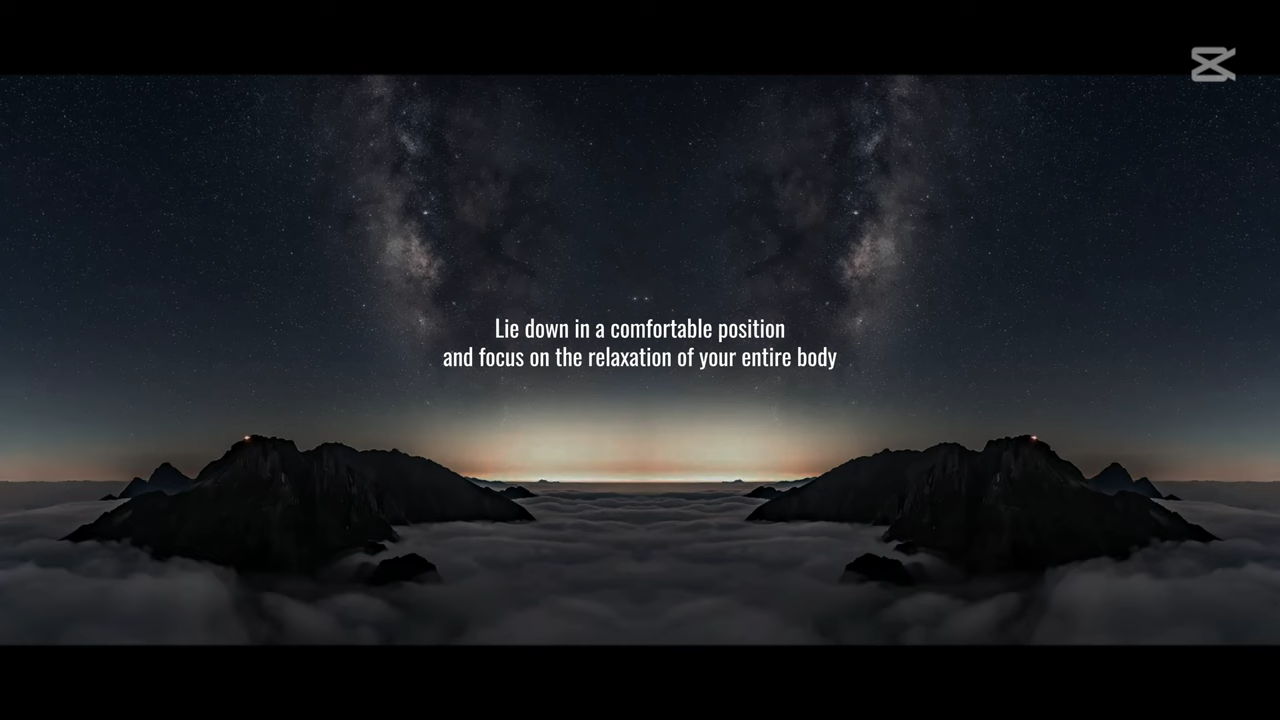 Lie down in a comfortable position
and focus on the relaxation of your entire body